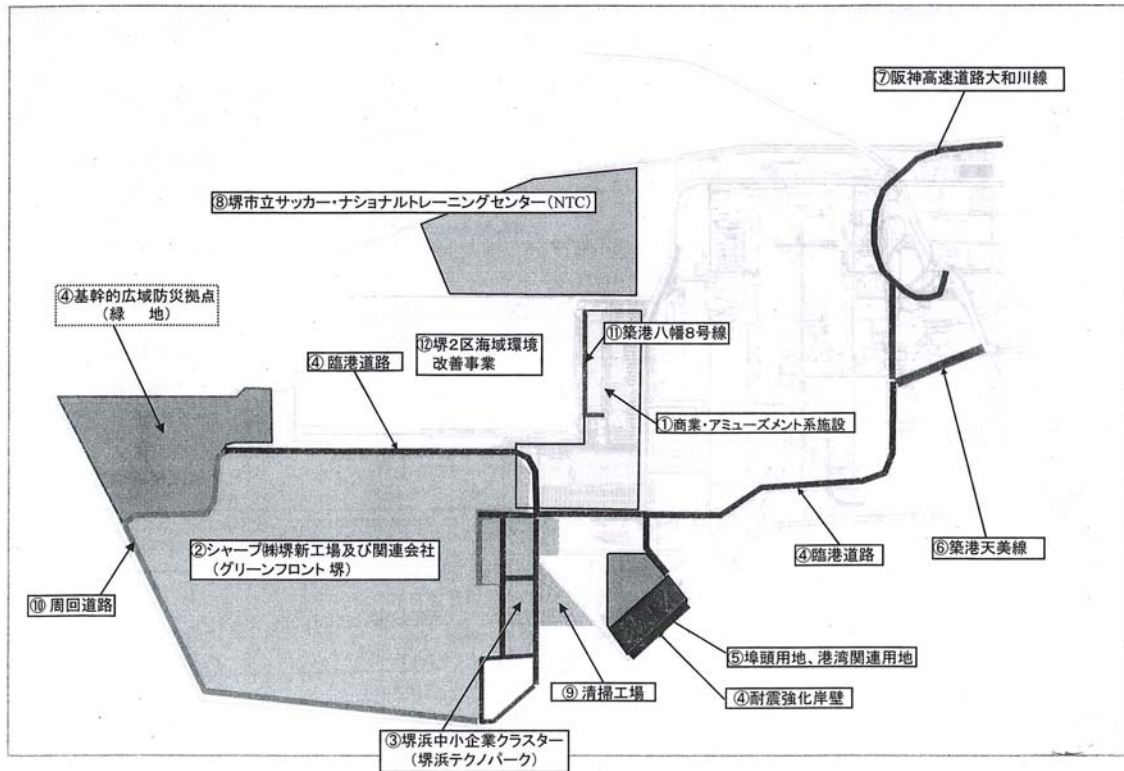 ⑦阪神高速道路大和川線
⑧堺市立サッカー・ナショナルトレーニングセンター(NTC)
④基幹的広域防災拠点
(緑　　地)
④臨港道路
⑫堺2区海域環境
改善事業
⑪築港八幡8号線
①商業・アミューズメント系施設
②シャープ㈱堺新工場及び関連会社
(グリーンフロント 堺)
④臨港道路
⑥築港天美線
⑩周回道路
⑤埠頭用地、港湾関連用地
⑨清掃工場
④耐震強化岸壁
③堺浜中小企業クラスター
(堺浜テクノパーク)